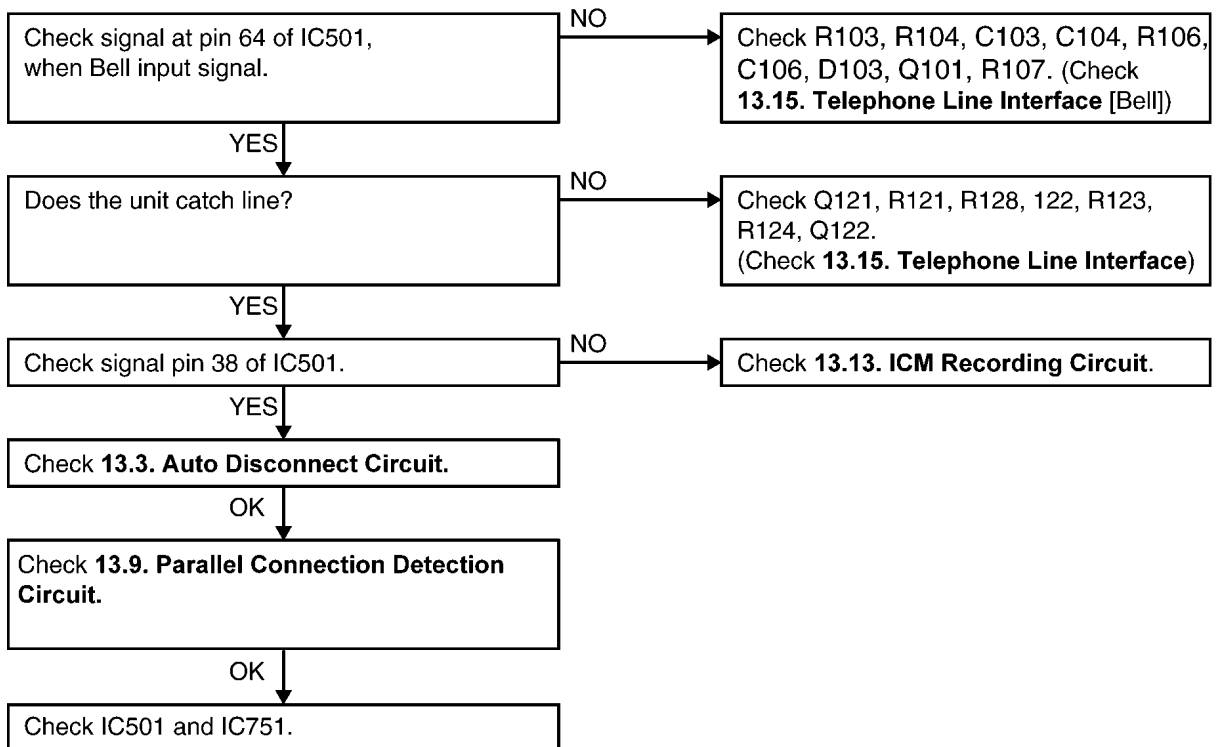 Check signal at pin 64 of IC501,
when Bell input signal.
NO
Check R103, R104, C103, C104, R106,
C106, D103, Q101, R107. (Check
13.15. Telephone Line Interface [Bell])
YES
Does the unit catch line?
NO
Check Q121, R121, R128, 122, R123,
R124, Q122.
(Check 13.15. Telephone Line Interface)
YES
Check signal pin 38 of IC501.
NO
Check 13.13. ICM Recording Circuit.
YES
Check 13.3. Auto Disconnect Circuit.
OK
Check 13.9. Parallel Connection Detection
Circuit.
OK
Check IC501 and IC751.